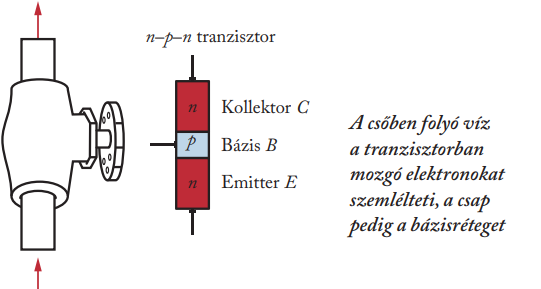 n–p–n tranzisztor
n
Kollektor C
p
Bázis B
n
Emitter E
A csőben folyó víz
a tranzisztorban
mozgó elektronokat
szemlélteti, a csap
pedig a bázisréteget